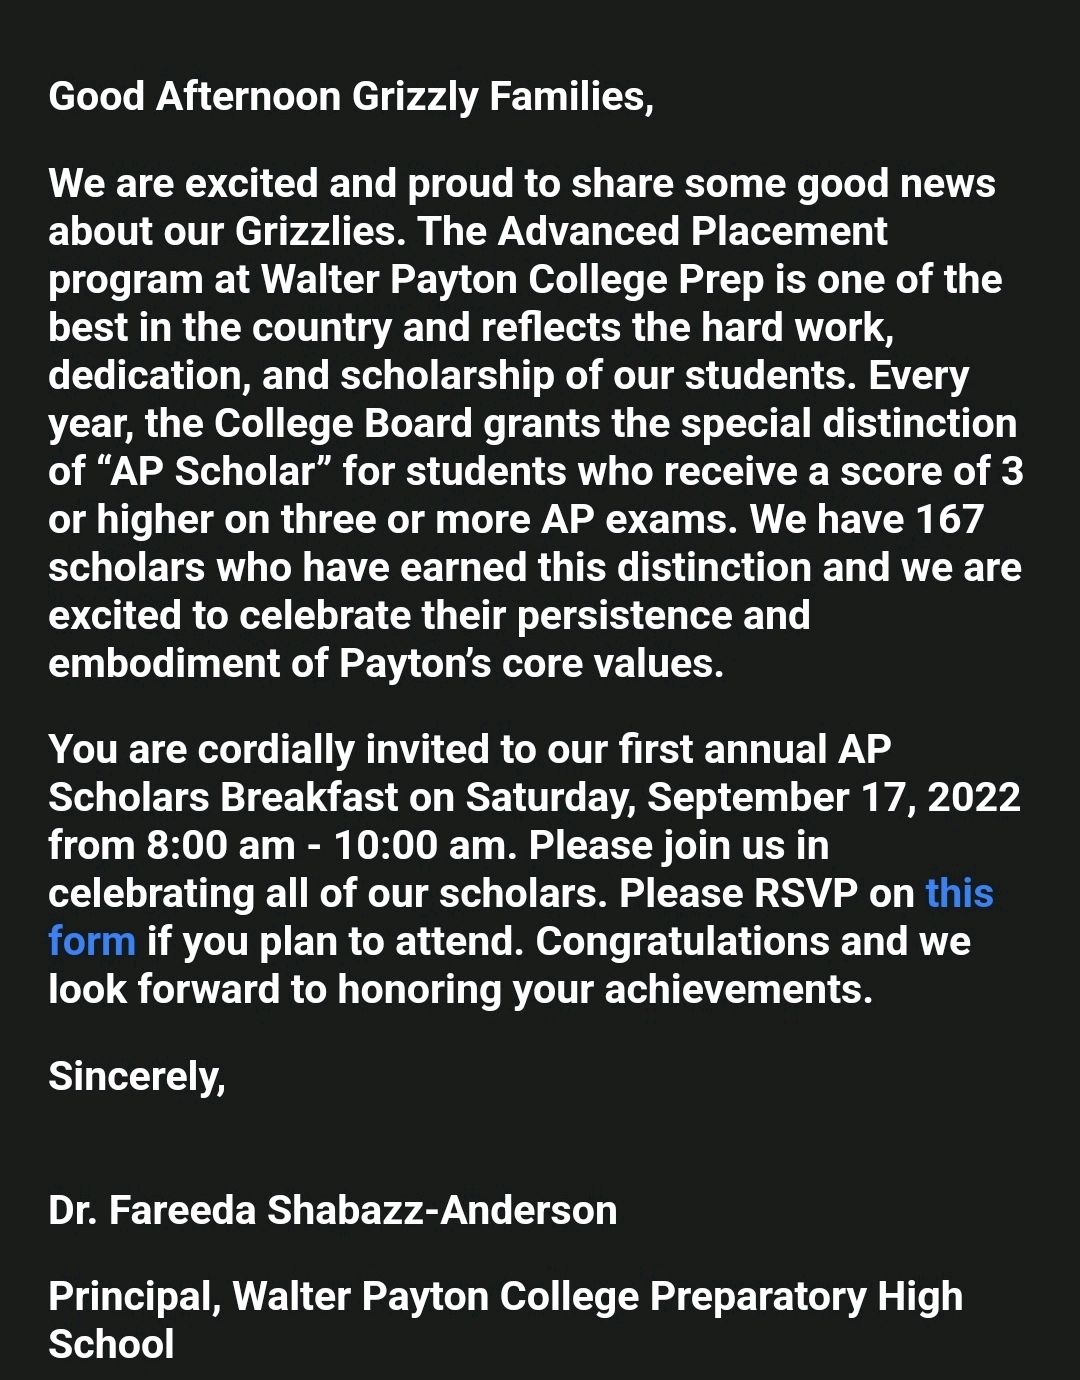 Good Afternoon Grizzly Families,
We are excited and proud to share some good news
about our Grizzlies. The Advanced Placement
program at Walter Payton College Prep is one of the
best in the country and reflects the hard work,
dedication, and scholarship of our students. Every
year, the College Board grants the special distinction
of “AP Scholar” for students who receive a score of 3
or higher on three or more AP exams. We have 167
scholars who have earned this distinction and we are
excited to celebrate their persistence and
embodiment of Payton’s core values.
You are cordially invited to our first annual AP
Scholars Breakfast on Saturday, September 17, 2022
from 8:00 am - 10:00 am. Please join us in
celebrating all of our scholars. Please RSVP on this
form if you plan to attend. Congratulations and we
look forward to honoring your achievements.
Sincerely,
Dr. Fareeda Shabazz-Anderson
Principal, Walter Payton College Preparatory High
School